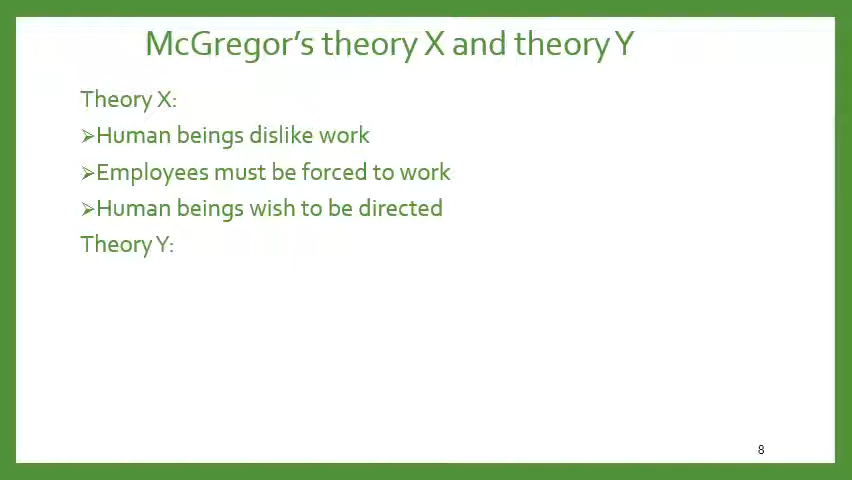 McGregor’s theory X and theory Y
Theory X:
➢Human beings dislike work
➢Employees must be forced to work
➢Human beings wish to be directed
Theory Y:
8